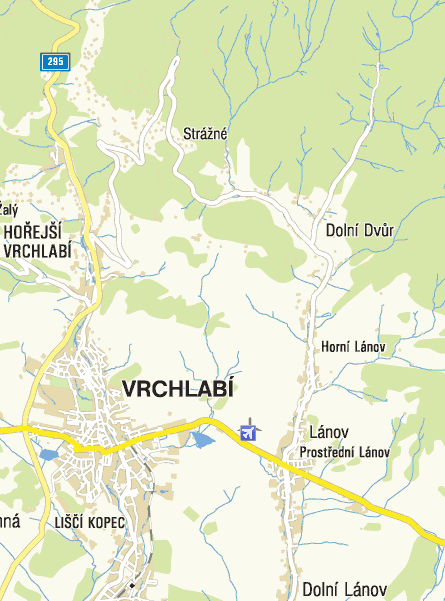 295
Strážné
Žalý
HOŘEJŠÍ
VRCHLABÍ
Dolní Dvůr
Horní Lánov
VRCHLABÍ
Lánov
Prostřední Lánov
LIŠČÍ KOPEC
Dolní Lánov